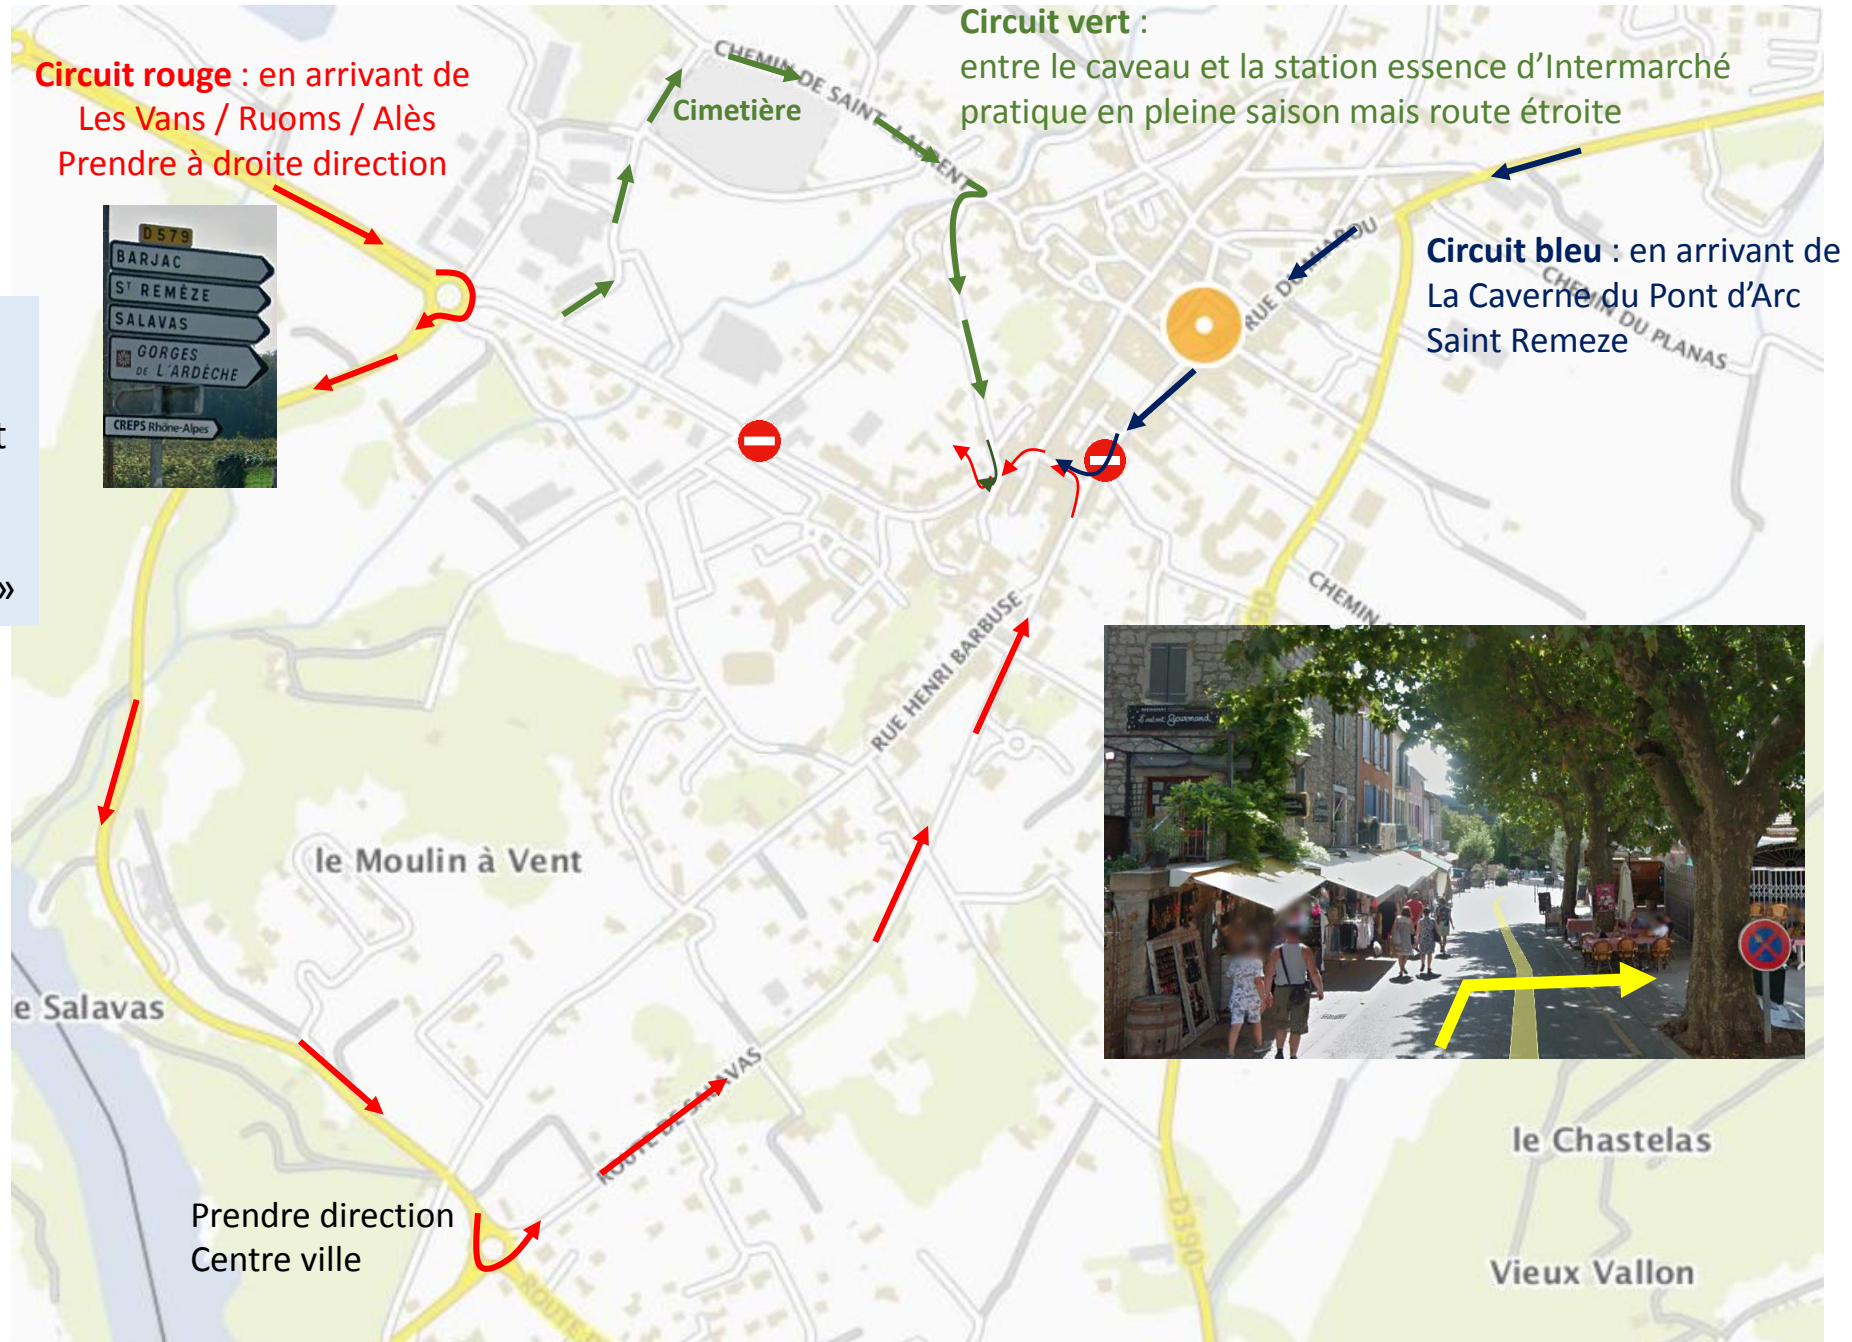 Circuit vert :
entre le caveau et la station essence d’Intermarché
pratique en pleine saison mais route étroite
Circuit rouge : en arrivant de
Les Vans / Ruoms / Alès
Prendre à droite direction
CHEMIN DE SAINT-LAURENT
Cimetière
D 579
BARJAC
ST REMÈZE
SALAVAS
GORGES
DE L'ARDÈCHE
CREPS Rhône-Alpes
Circuit bleu : en arrivant de
La Caverne du Pont d’Arc
Saint Remeze
RUE DU MIAROU
CHEMIN DU PLANAS
t
»
CHEMIN
RUE HENRI BARBUSE
le Moulin à Vent
Gourmand
e Salavas
ROUTE DE SALAVAS
le Chastelas
D390
Prendre direction
Centre ville
Vieux Vallon
ROUTE